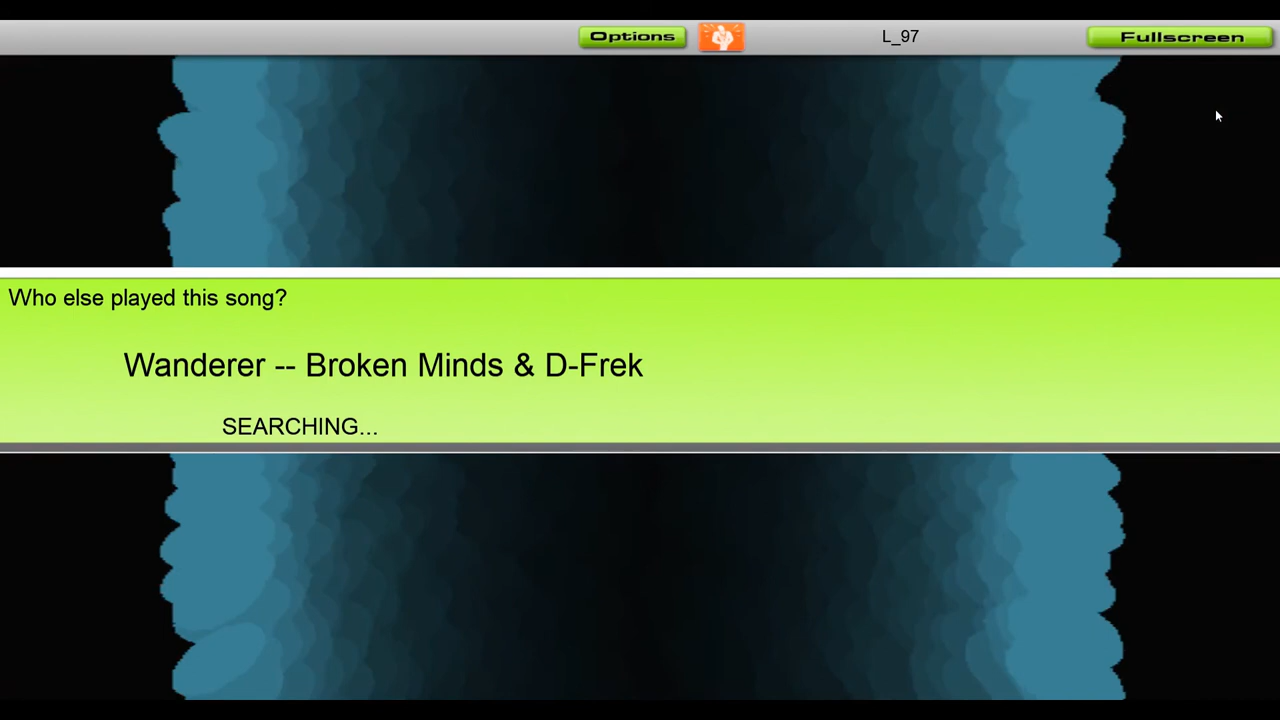 Options
L_97
Fullscreen
Who else played this song?
Wanderer -- Broken Minds & D-Frek
SEARCHING...